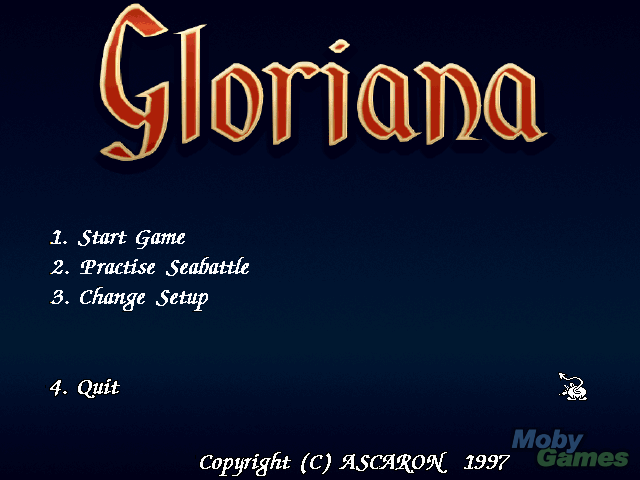 Gloriana
1. Start Game
2. Practise Seabattle
3. Change Setup
4. Quit
Copyright (C) ASCARON 1997
Moby
Games